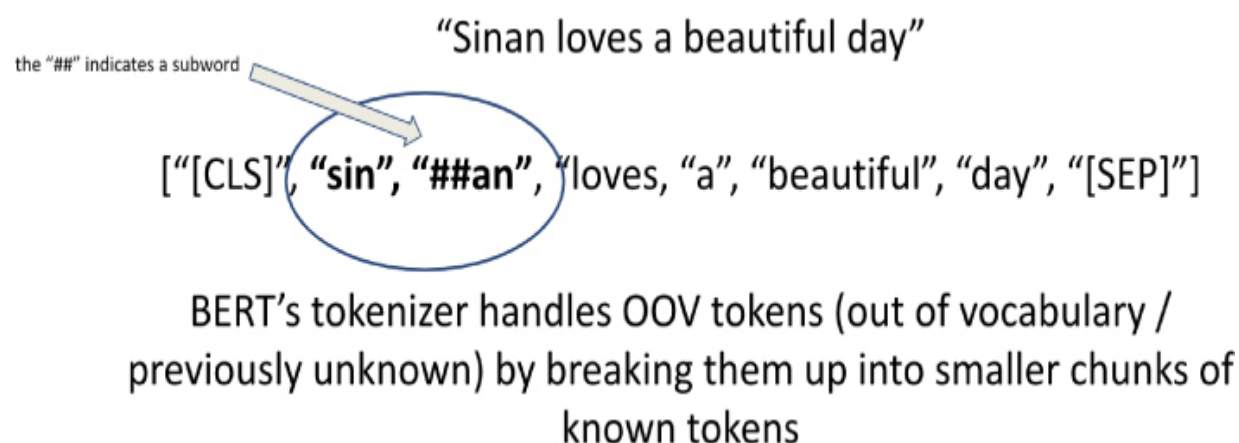 “Sinan loves a beautiful day”
the “##” indicates a subword
[“[CLS]”, “sin”, “##an”, “loves, “a”, “beautiful”, “day”, “[SEP]”]
BERT’s tokenizer handles OOV tokens (out of vocabulary /
previously unknown) by breaking them up into smaller chunks of
known tokens